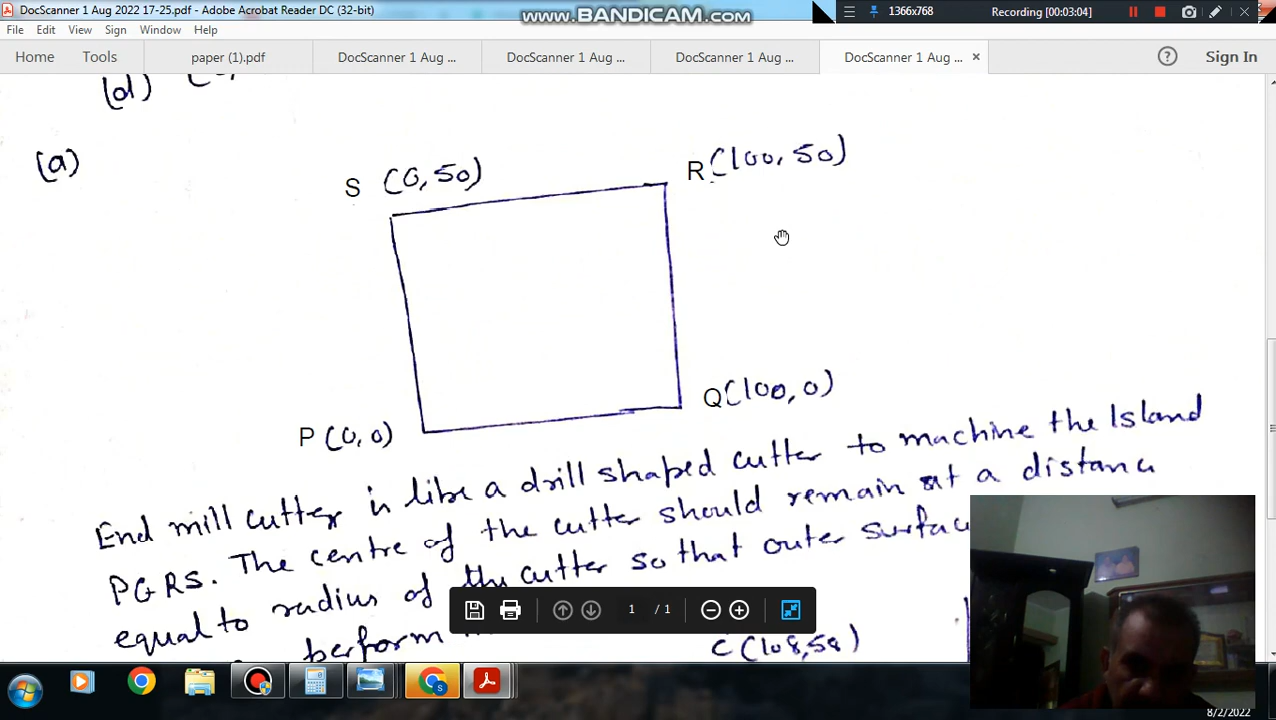 DocScanner 1 Aug 2022 17-25.pdf - Adobe Acrobat Reader DC (32-bit)
www.BANDICAM.com
1366x768
Recording [00:03:04]
File Edit View Sign Window Help
Home Tools paper (1).pdf DocScanner 1 Aug ... DocScanner 1 Aug ... DocScanner 1 Aug ... DocScanner 1 Aug ... × ? Sign In
(d)
(a)
S (0,50) R (100, 50)
P (0,0) Q (100, 0)
End mill cutter is like a drill shaped cutter to machine the Island
PQRS. The centre of the cutter should remain at a distanc
equal to radius of the cutter so that outer surfac
perform
1 / 1
C (108,58)
8/2/2022